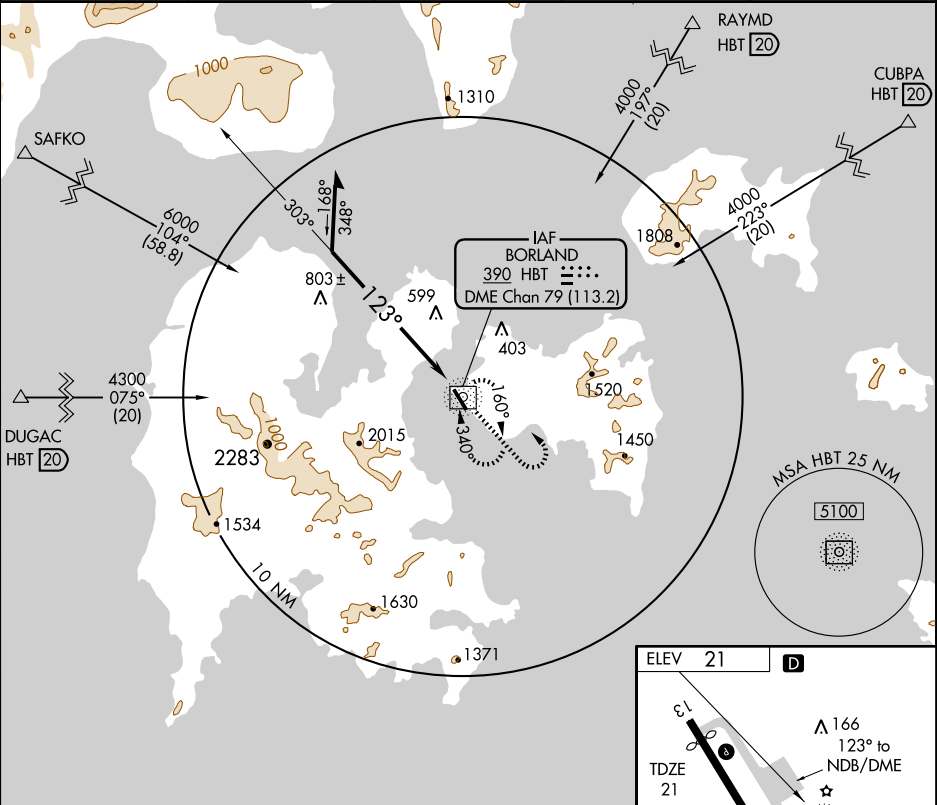 RAYMD
HBT 20
CUBPA
HBT 20
1000
1310
4000
197°
(20)
SAFKO
4000
223°
(20)
303°
168°
348°
6000
104°
(58.8)
1808
IAF
BORLAND
390 HBT
DME Chan 79 (113.2)
803 ±
599
123°
403
4300
075°
(20)
1520
160°
DUGAC
HBT 20
1000
2015
340°
1450
2283
MSA HBT 25 NM
5100
1534
10 NM
1630
1371
ELEV 21
D
13
166
P
123° to
NDB/DME
TDZE
21